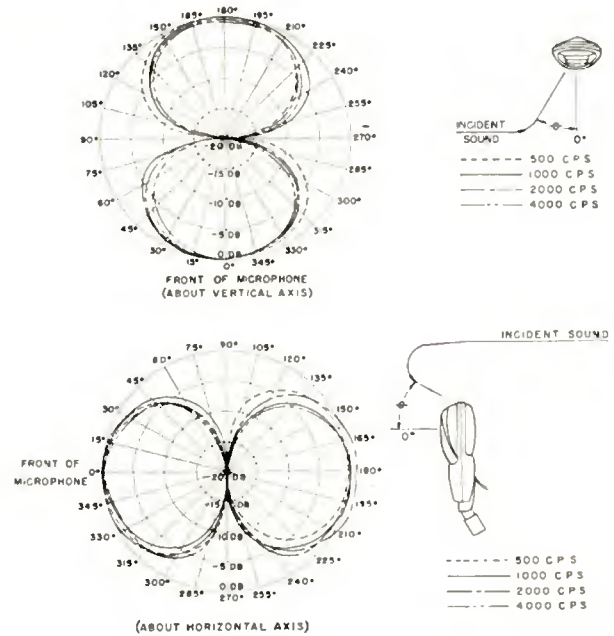 180°
165°
195°
150°
210°
135°
225°
120°
240°
105°
255°
90°
270°
75°
285°
60°
300°
45°
315
30°
330°
15°
345°
0°
-20 DB
-15 DB
-10 DB
-5 DB
0 DB
FRONT OF MICROPHONE
(ABOUT VERTICAL AXIS)
INCIDENT
SOUND
Φ
0°
500 CPS
1000 CPS
2000 CPS
4000 CPS
90°
60°
105°
120°
45°
135°
30°
150°
15°
165°
FRONT OF
MICROPHONE
0°
180°
345°
195°
330°
210°
315°
225°
300°
240°
285°
255°
270°
-20 DB
-15 DB
10 DB
-5 DB
0 DB
(ABOUT HORIZONTAL AXIS)
INCIDENT SOUND
Φ
0°
500 CPS
1000 CPS
2000 CPS
4000 CPS